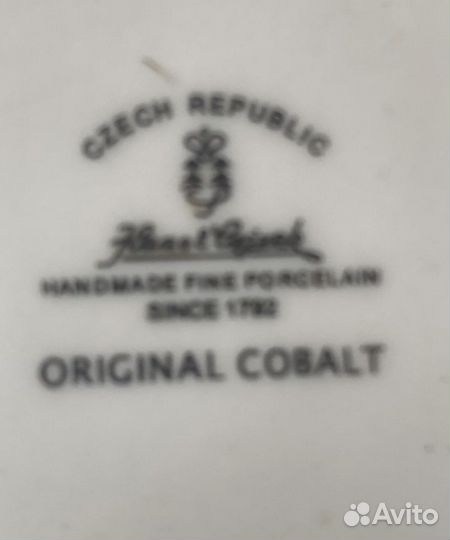 CZECH REPUBLIC
HANDMADE FINE PORCELAIN
SINCE 1792
ORIGINAL COBALT
Avito